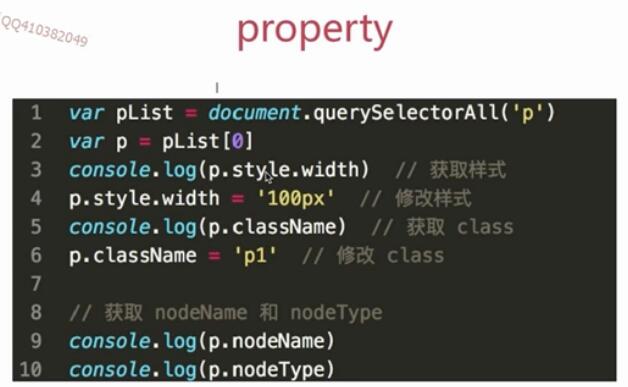 QQ410382049
property
1 var pList = document.querySelectorAll('p')
2 var p = pList[0]
3 console.log(p.style.width) // 获取样式
4 p.style.width = '100px' // 修改样式
5 console.log(p.className) // 获取 class
6 p.className = 'p1' // 修改 class
7
8 // 获取 nodeName 和 nodeType
9 console.log(p.nodeName)
10 console.log(p.nodeType)